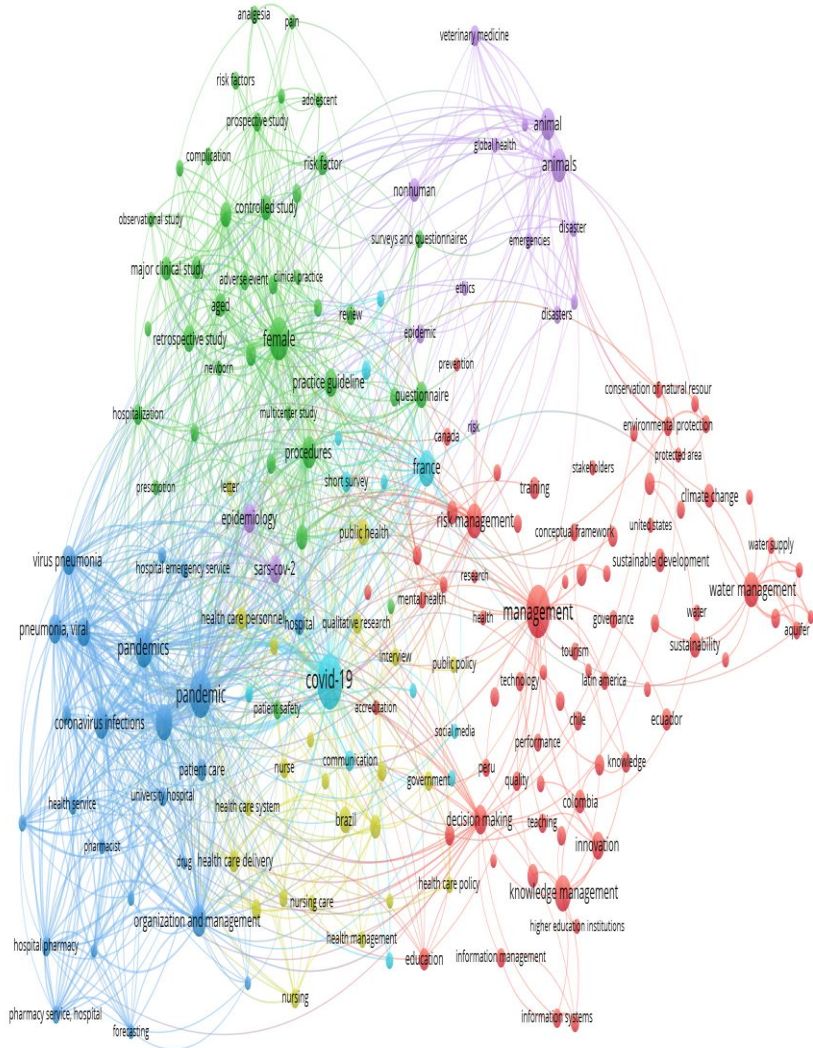 analgesia
pain
veterinary medicine
risk factors
adolescent
prospective study
animal
global health
complication
risk factor
animals
nonhuman
controlled study
observational study
surveys and questionnaires
disaster
emergencies
major clinical study
adverse event
clinical practice
ethics
aged
review
disasters
female
retrospective study
epidemic
newborn
prevention
practice guideline
questionnaire
conservation of natural resour
hospitalization
multicenter study
canada
risk
environmental protection
procedures
france
stakeholders
protected area
prescription
letter
short survey
training
climate change
epidemiology
public health
risk management
conceptual framework
united states
water supply
virus pneumonia
hospital emergency service
sars-cov-2
research
sustainable development
water management
mental health
health care personnel
hospital
qualitative research
health
management
governance
water
aquifer
pneumonia, viral
pandemics
interview
public policy
tourism
sustainability
covid-19
technology
latin america
pandemic
patient safety
accreditation
coronavirus infections
social media
chile
ecuador
performance
patient care
nurse
communication
government
peru
quality
knowledge
university hospital
health service
health care system
brazil
decision making
teaching
colombia
pharmacist
drug
health care delivery
innovation
health care policy
knowledge management
nursing care
organization and management
higher education institutions
hospital pharmacy
health management
education
information management
nursing
pharmacy service, hospital
forecasting
information systems